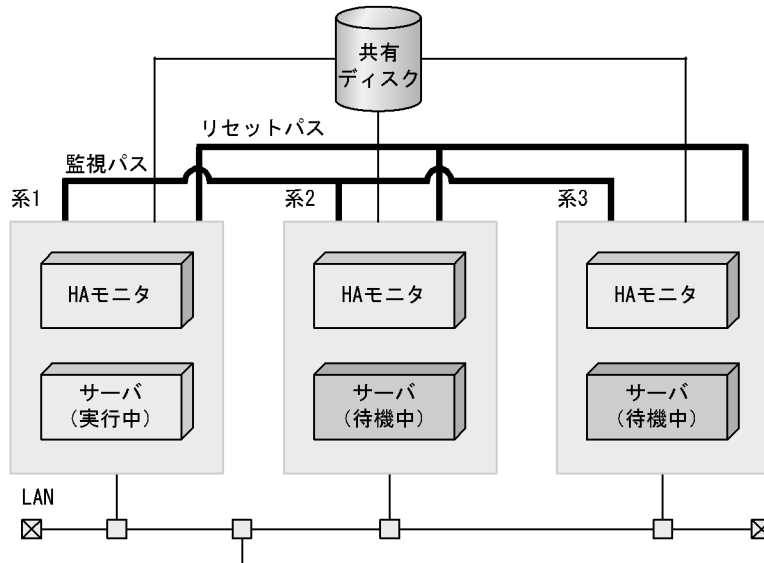 共有
ディスク
リセットパス
監視パス
系1
系2
系3
HAモニタ
HAモニタ
HAモニタ
サーバ
(実行中)
サーバ
(待機中)
サーバ
(待機中)
LAN